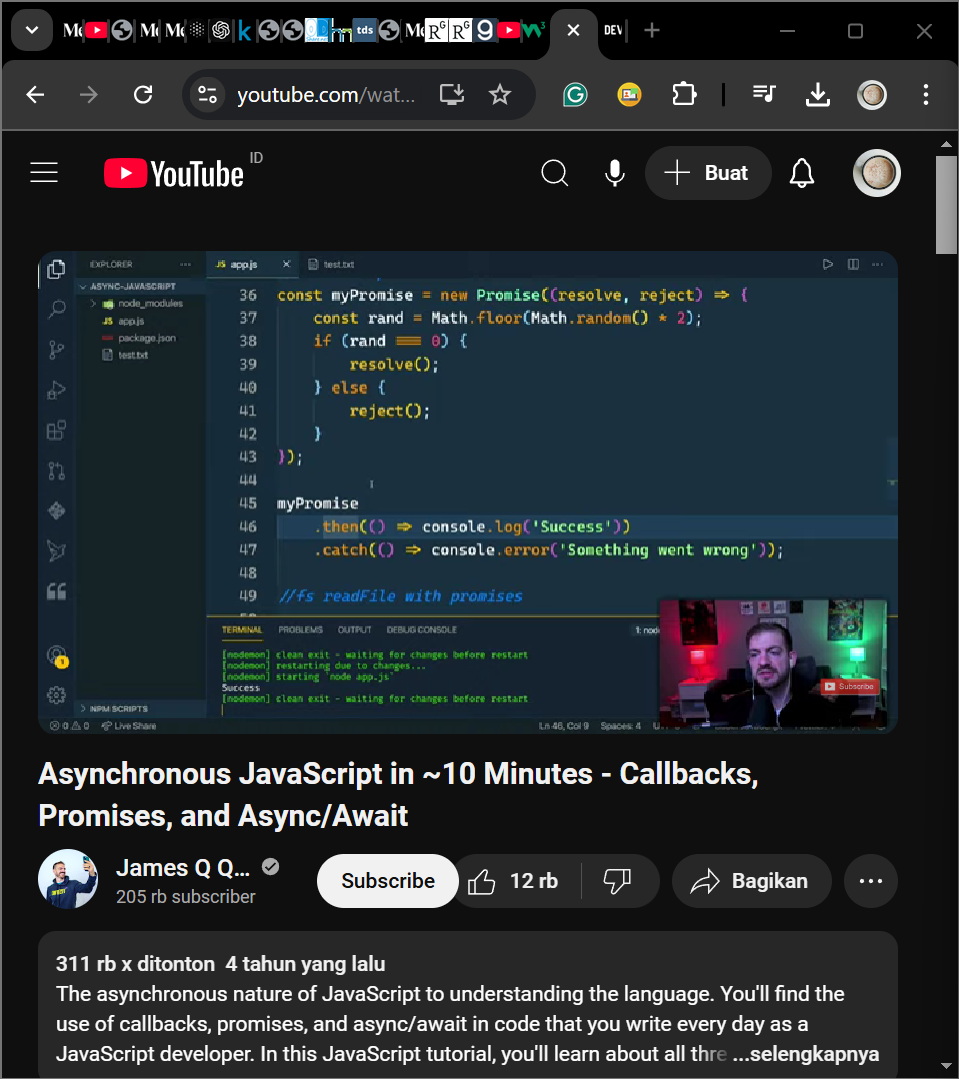 tds
DEV
youtube.com/wat...
YouTube ID
Buat
EXPLORER
ASYNC-JAVASCRIPT
node_modules
JS app.js
package.json
test.txt
NPM SCRIPTS
JS app.js
test.txt
36 const myPromise = new Promise((resolve, reject) => {
37 const rand = Math.floor(Math.random() * 2);
38 if (rand === 0) {
39 resolve();
40 } else {
41 reject();
42 }
43 });
44
45 myPromise
46 .then(() => console.log('Success'))
47 .catch(() => console.error('Something went wrong'));
48
49 //fs readFile with promises
TERMINAL PROBLEMS OUTPUT DEBUG CONSOLE 1: node
[nodemon] clean exit - waiting for changes before restart
[nodemon] restarting due to changes...
[nodemon] starting `node app.js`
Success
[nodemon] clean exit - waiting for changes before restart
Subscribe
0 0 Live Share
Ln 46, Col 9 Spaces: 4
Asynchronous JavaScript in ~10 Minutes - Callbacks,
Promises, and Async/Await
James Q Q...
205 rb subscriber
Subscribe
12 rb
Bagikan
311 rb x ditonton 4 tahun yang lalu
The asynchronous nature of JavaScript to understanding the language. You'll find the
use of callbacks, promises, and async/await in code that you write every day as a
JavaScript developer. In this JavaScript tutorial, you'll learn about all thre ...selengkapnya